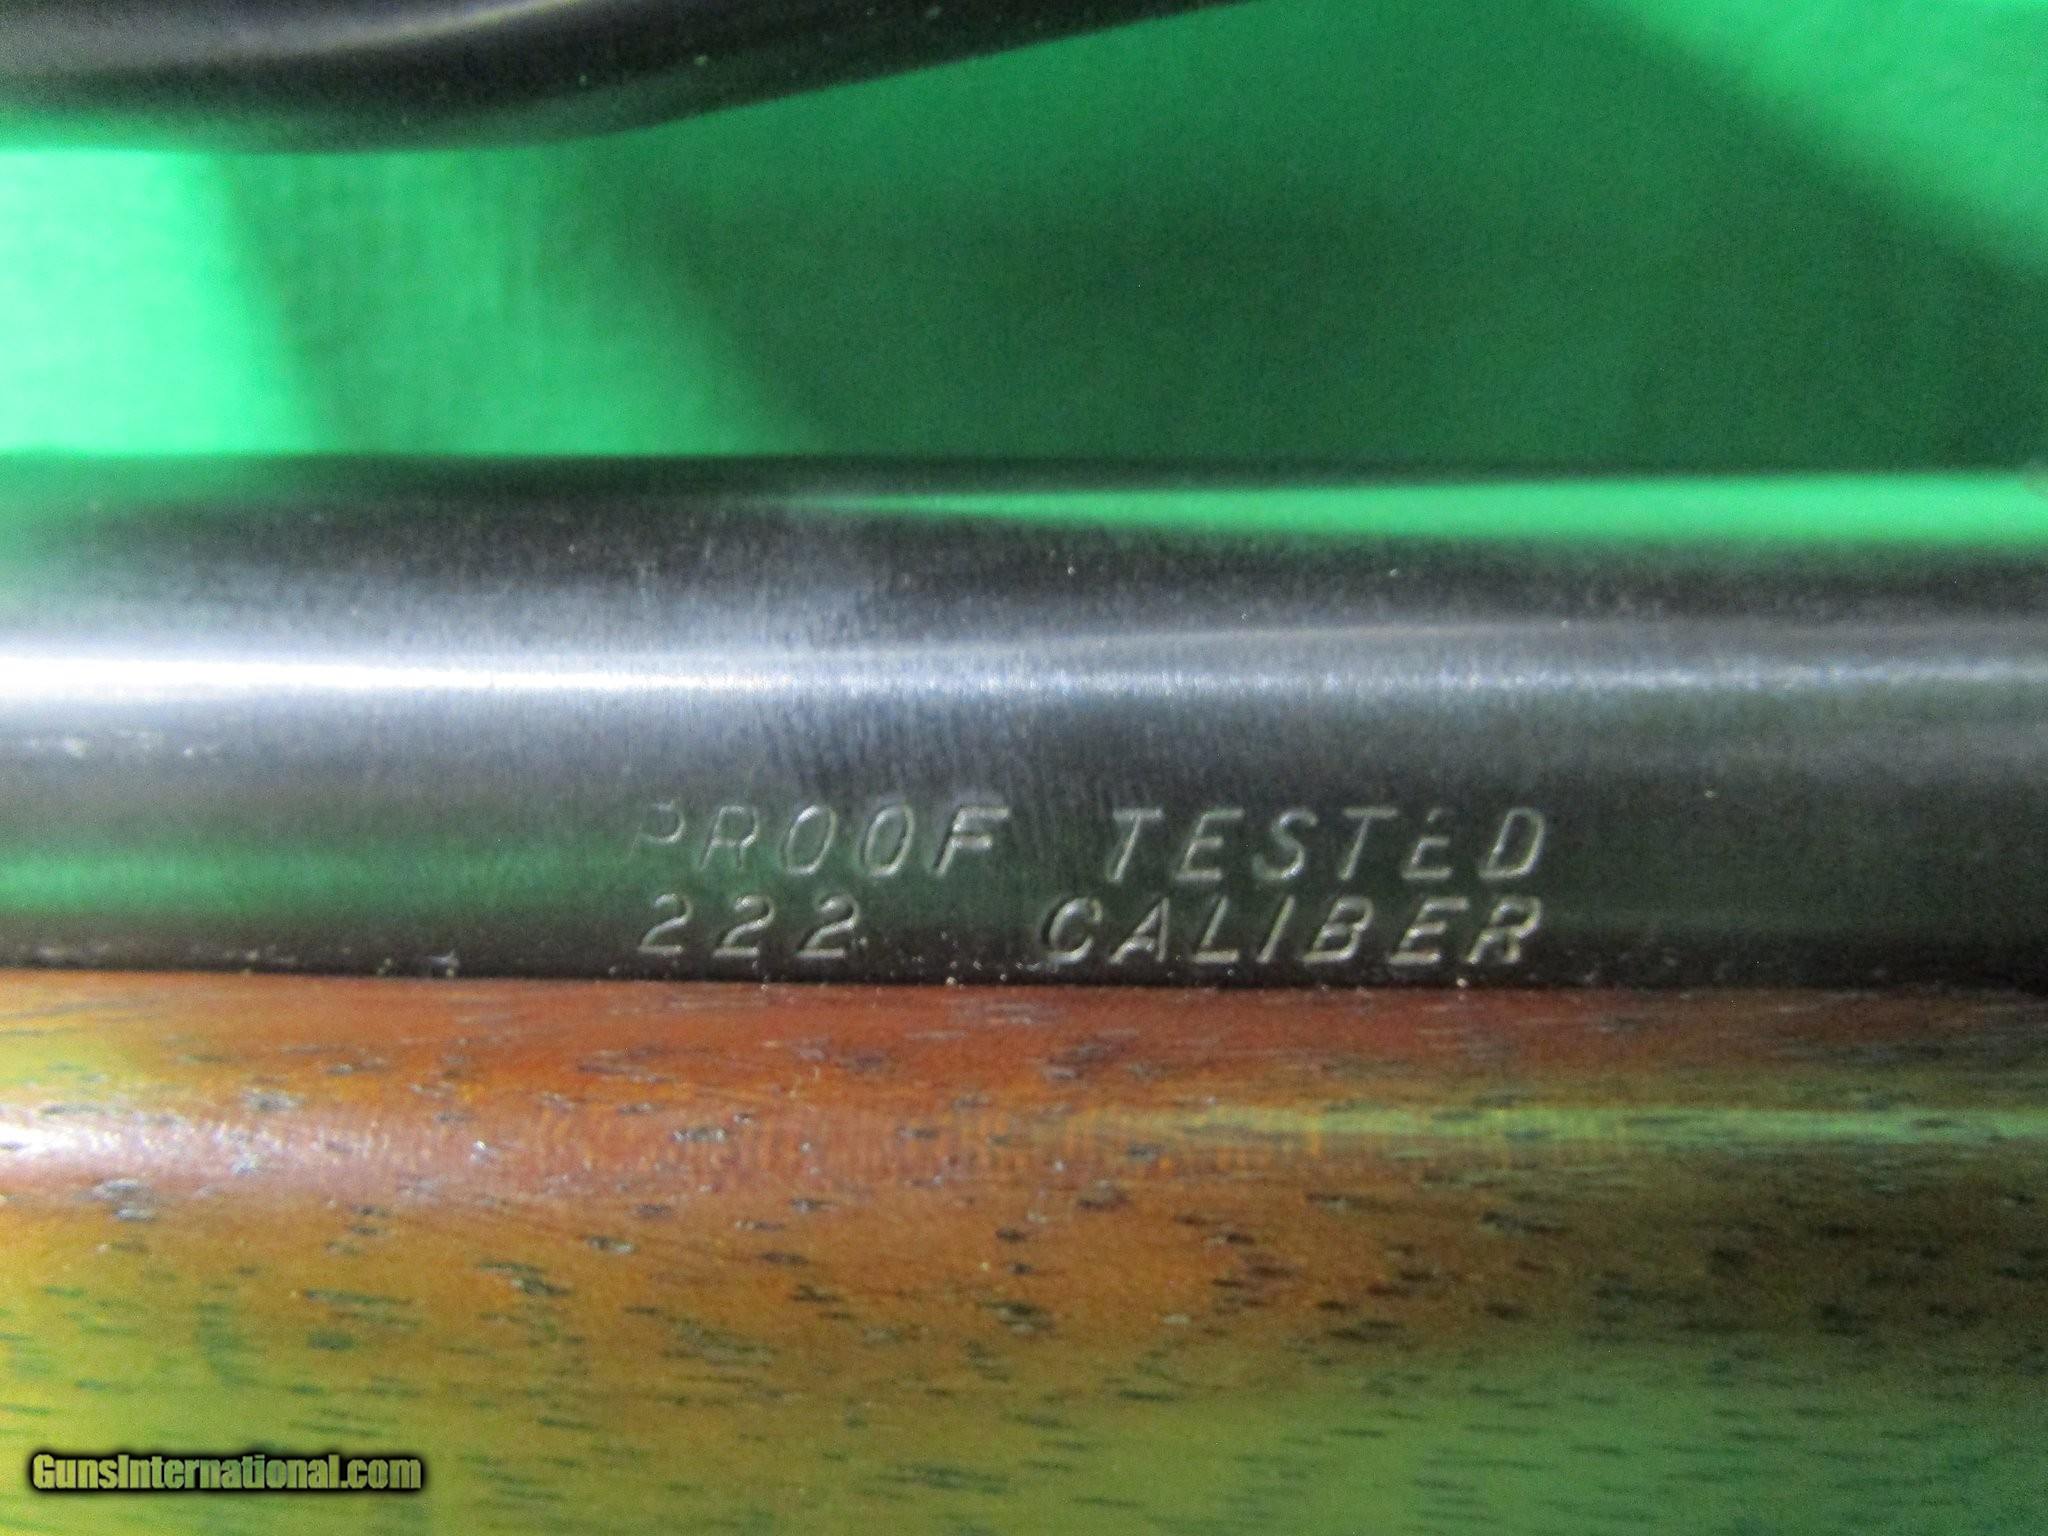 PROOF TESTED
222 CALIBER
GunsInternational.com